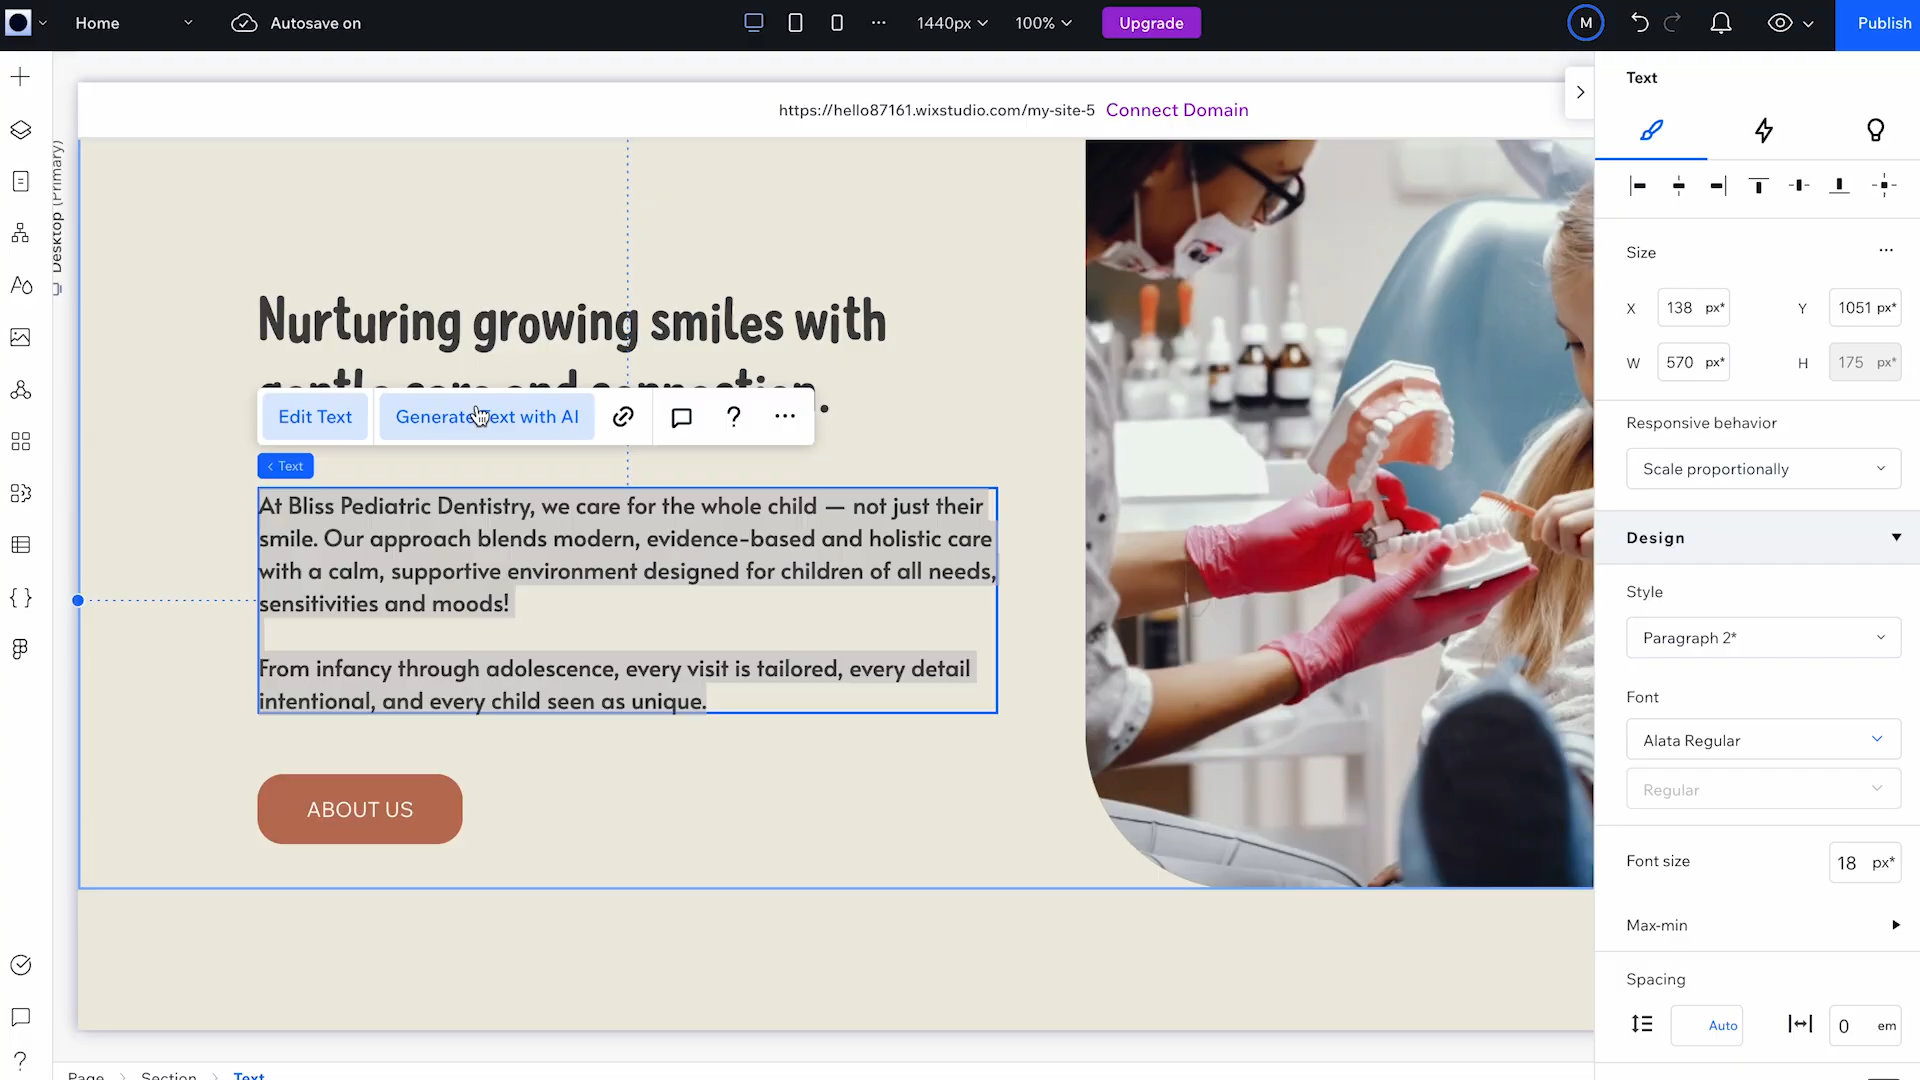 Home
Autosave on
1440px
100%
Upgrade
M
Publish
https://hello87161.wixstudio.com/my-site-5 Connect Domain
Desktop (Primary)
Nurturing growing smiles with
gentle care and connection.
Edit Text
Generate Text with AI
?
< Text
At Bliss Pediatric Dentistry, we care for the whole child — not just their
smile. Our approach blends modern, evidence-based and holistic care
with a calm, supportive environment designed for children of all needs,
sensitivities and moods!
From infancy through adolescence, every visit is tailored, every detail
intentional, and every child seen as unique.
ABOUT US
Page > Section > Text
Text
Size
X 138 px* Y 1051 px*
W 570 px* H 175 px*
Responsive behavior
Scale proportionally
Design
Style
Paragraph 2*
Font
Alata Regular
Regular
Font size 18 px*
Max-min
Spacing
Auto 0 em